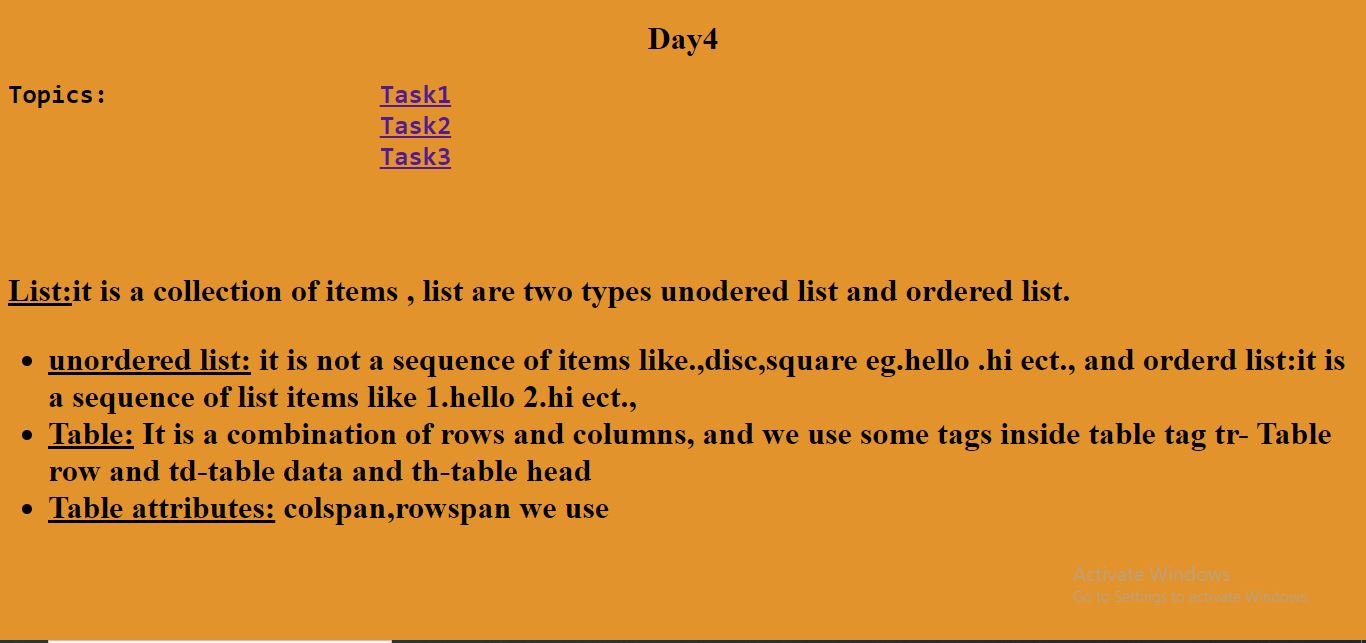 Day4
Topics: Task1
Task2
Task3
List:it is a collection of items , list are two types unodered list and ordered list.
• unordered list: it is not a sequence of items like.,disc,square eg.hello .hi ect., and orderd list:it is
a sequence of list items like 1.hello 2.hi ect.,
• Table: It is a combination of rows and columns, and we use some tags inside table tag tr- Table
row and td-table data and th-table head
• Table attributes: colspan,rowspan we use
Activate Windows
Go to Settings to activate Windows.